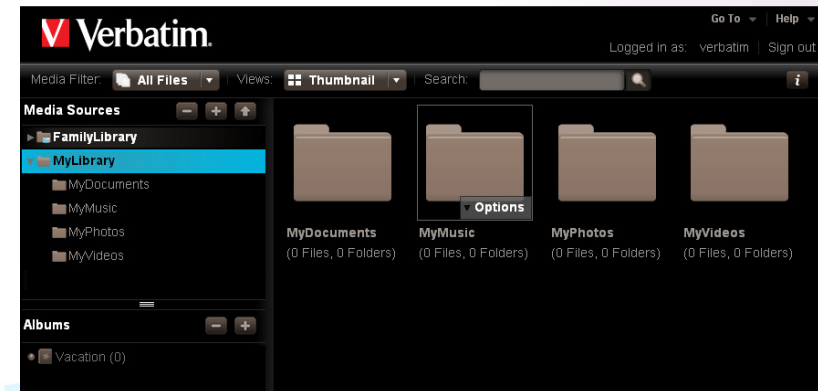 Verbatim.
Go To Help
Logged in as: verbatim Sign out
Media Filter: All Files Views: Thumbnail Search: i
Media Sources
FamilyLibrary
MyLibrary
MyDocuments
MyMusic
MyPhotos
MyVideos
Options
MyDocuments MyMusic MyPhotos MyVideos
(0 Files, 0 Folders) (0 Files, 0 Folders) (0 Files, 0 Folders) (0 Files, 0 Folders)
Albums
Vacation (0)